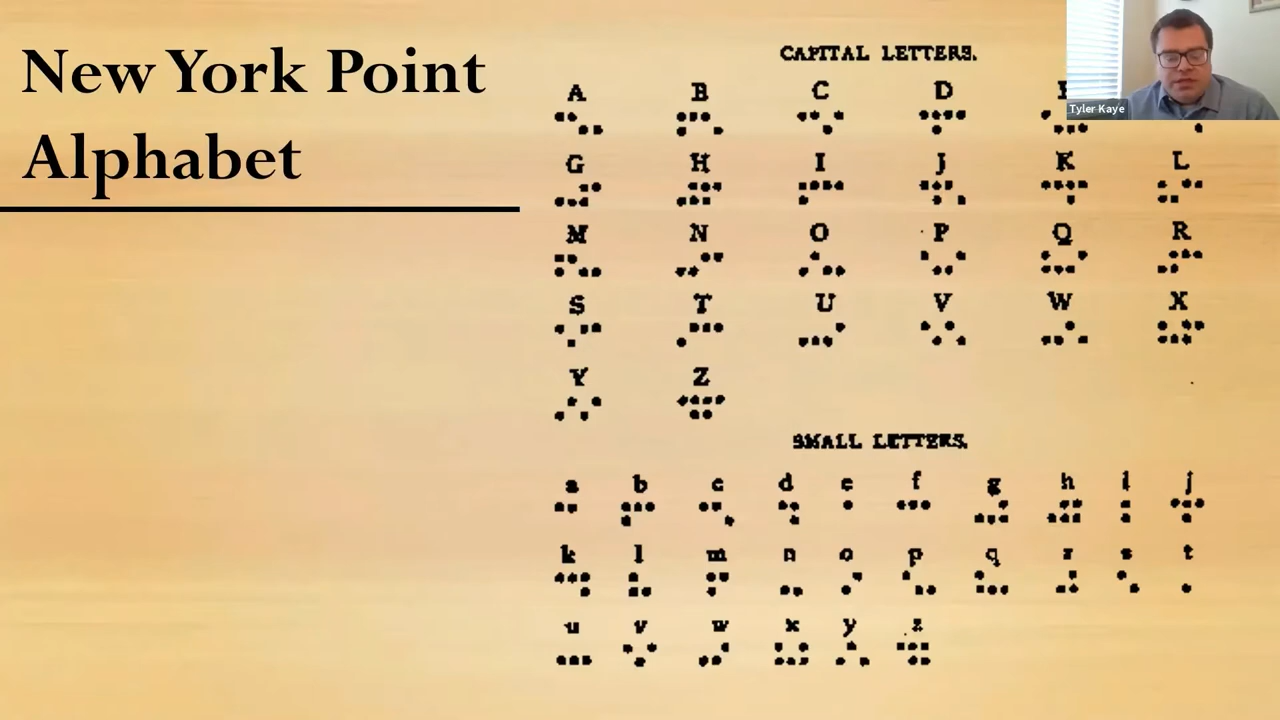 New York Point
Alphabet
CAPITAL LETTERS.
A B C D
G H I J K L
M N O P Q R
S T U V W X
Y Z
SMALL LETTERS.
a b c d e f g h i j
k l m n o p q r s t
u v w x y z
Tyler Kaye